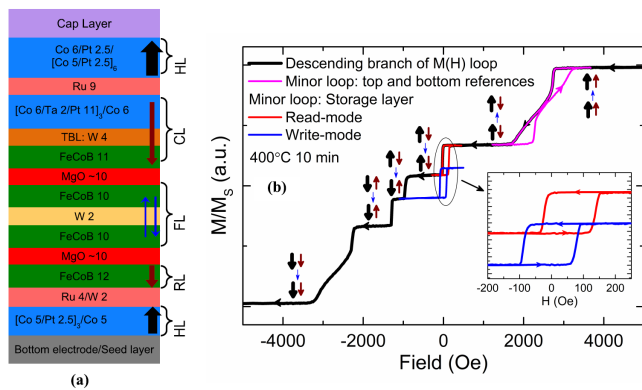 Cap Layer
Co 6/Pt 2.5/
[Co 5/Pt 2.5]6
HL
Ru 9
[Co 6/Ta 2/Pt 11]3/Co 6
TBL: W 4
FeCoB 11
CL
MgO ~10
FeCoB 10
W 2
FeCoB 10
FL
MgO ~10
FeCoB 12
RL
Ru 4/W 2
[Co 5/Pt 2.5]3/Co 5
HL
Bottom electrode/Seed layer
(a)
Descending branch of M(H) loop
Minor loop: top and bottom references
Minor loop: Storage layer
Read-mode
Write-mode
400°C 10 min
(b)
M/MS (a.u.)
-200 -100 0 100 200
H (Oe)
-4000 -2000 0 2000 4000
Field (Oe)